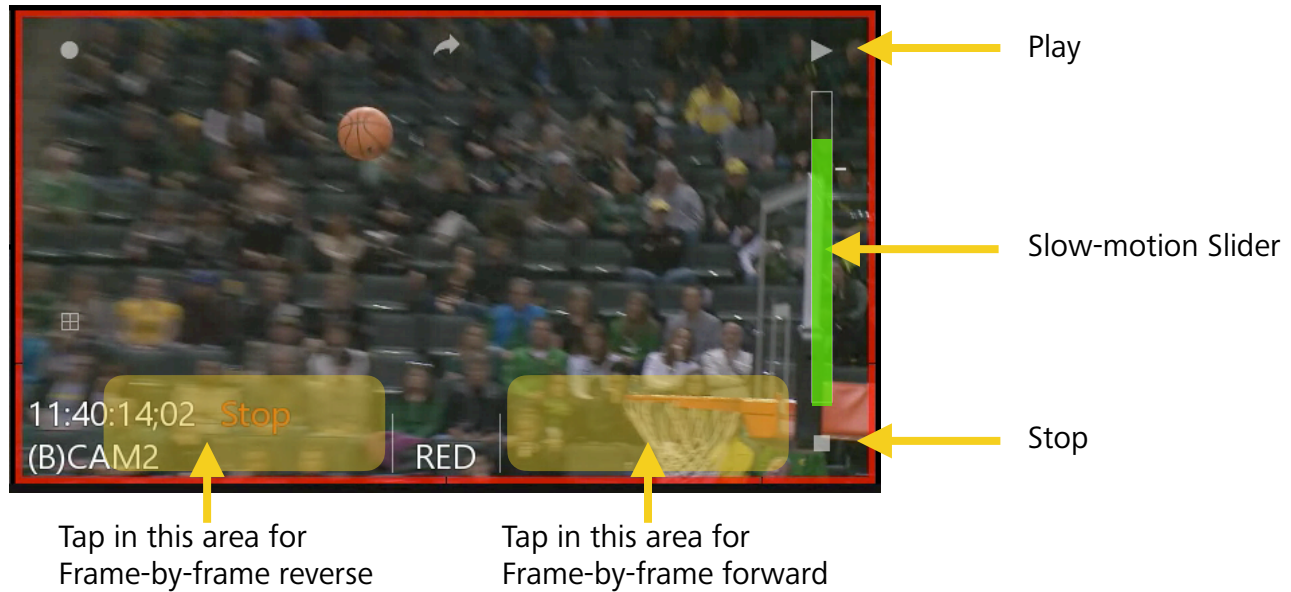 Play
Slow-motion Slider
11:40:14;02 Stop
(B)CAM2
RED
Stop
Tap in this area for
Frame-by-frame reverse
Tap in this area for
Frame-by-frame forward